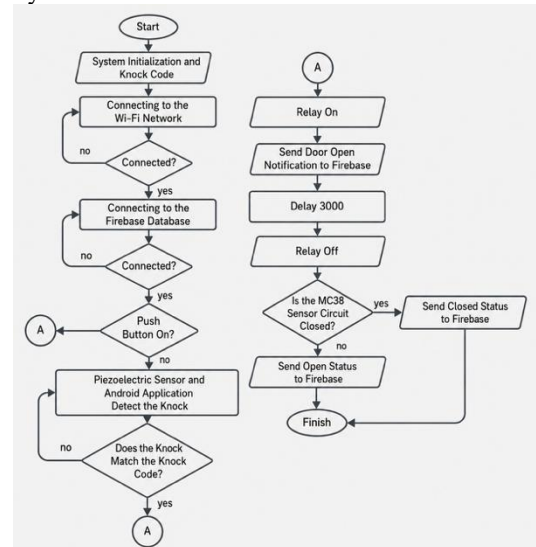 Start
System Initialization and
Knock Code
Connecting to the
Wi-Fi Network
no
Connected?
yes
Connecting to the
Firebase Database
no
Connected?
yes
A
Push
Button On?
no
Piezoelectric Sensor and
Android Application
Detect the Knock
no
Does the Knock
Match the Knock
Code?
yes
A
A
Relay On
Send Door Open
Notification to Firebase
Delay 3000
Relay Off
Is the MC38
Sensor Circuit
Closed?
yes
Send Closed Status
to Firebase
no
Send Open Status
to Firebase
Finish